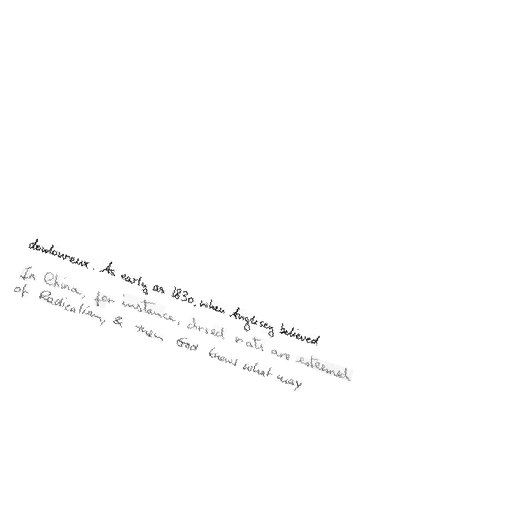 douloureux. As early as 1830, when Anglesey believed
In China, for instance, dried rats are esteemed
of Radicalism, & then God knows what may